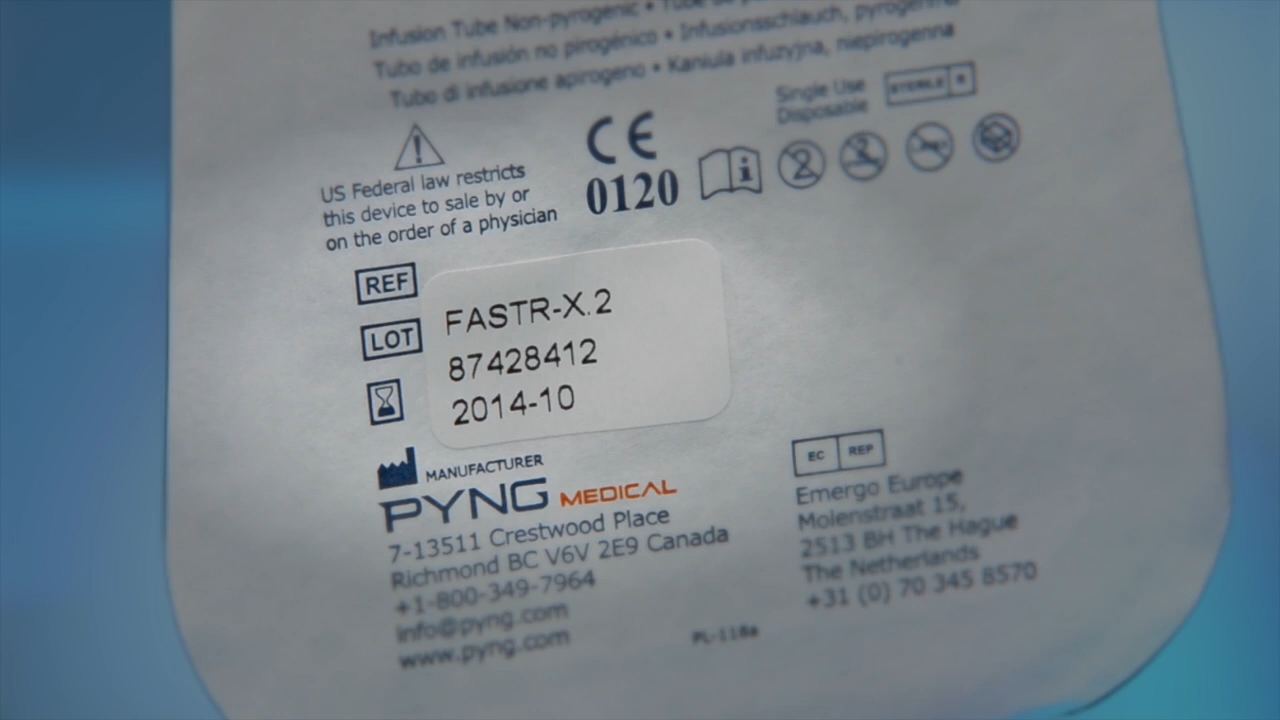 Infusion Tube Non-pyrogenic • Tube de
Tubo de infusión no pirogénico • Infusionsschlauch, pyrogenfrei
Tubo di infusione apirogeno • Kaniula infuzyjna, niepirogenna
Single Use
Disposable
STERILE R
CE
0120
US Federal law restricts
this device to sale by or
on the order of a physician
REF
FASTR-X.2
LOT
87428412
2014-10
MANUFACTURER
PYNG MEDICAL
7-13511 Crestwood Place
Richmond BC V6V 2E9 Canada
+1-800-349-7964
info@pyng.com
www.pyng.com
EC REP
Emergo Europe
Molenstraat 15,
2513 BH The Hague
The Netherlands
+31 (0) 70 345 8570
PL-118a